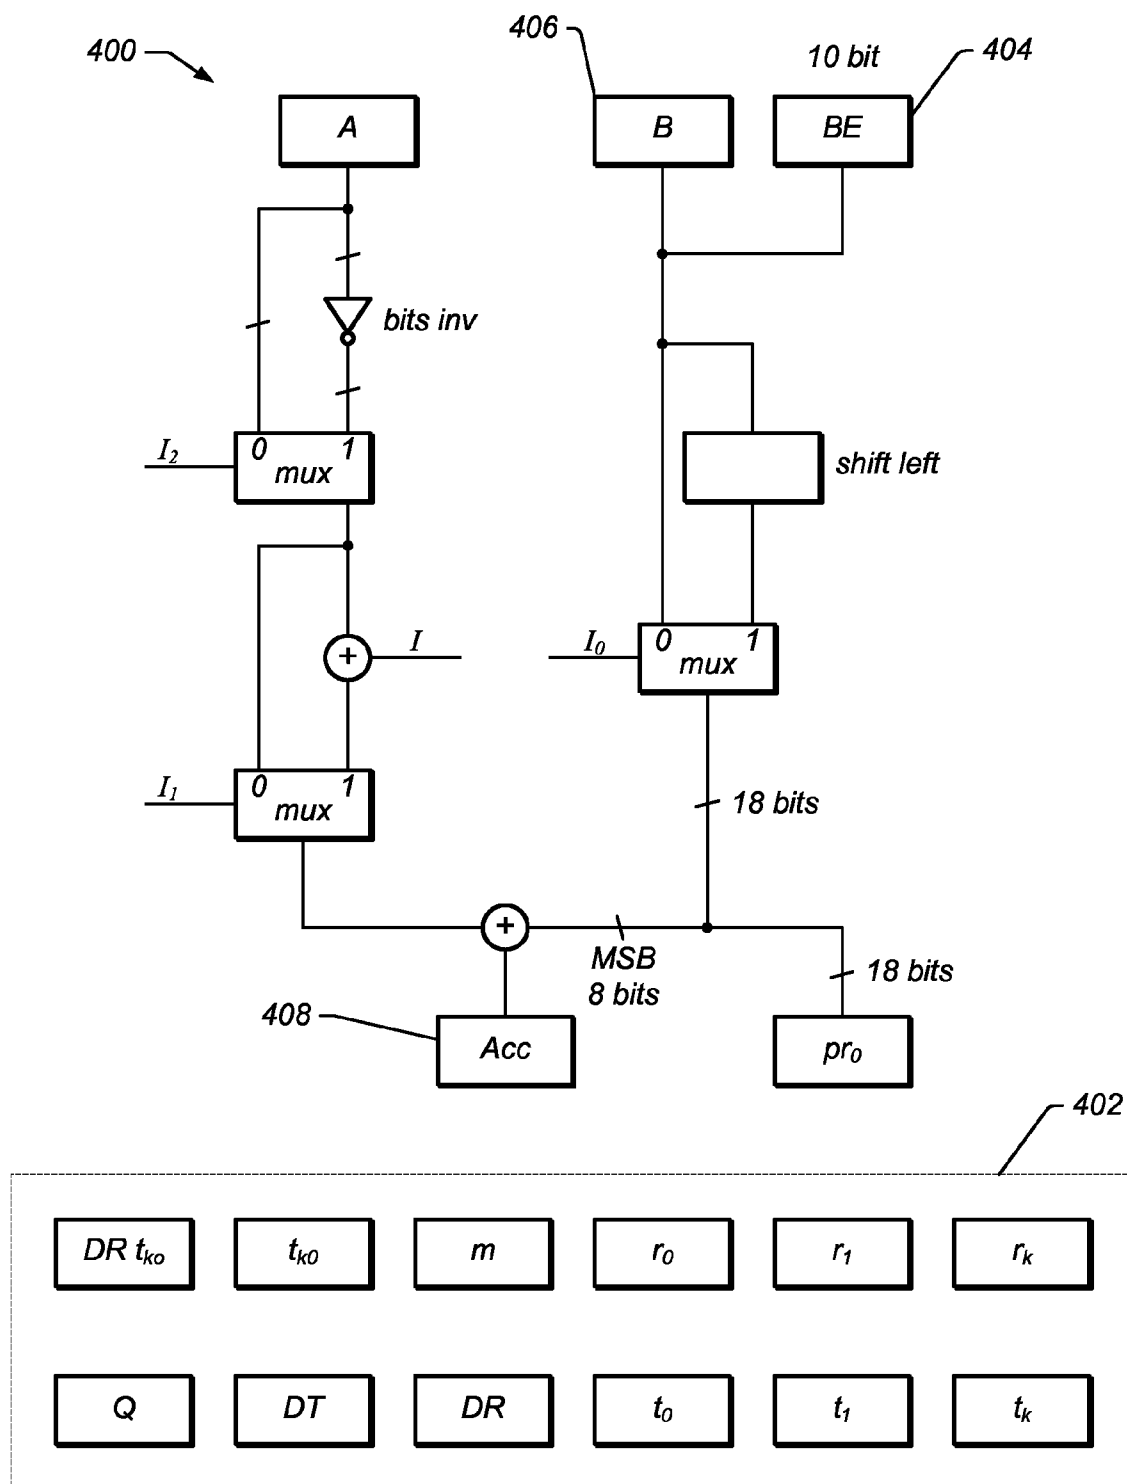 400
406
10 bit
404
A
B
BE
bits inv
I2
0 1
mux
shift left
I
I0
0 1
mux
I1
0 1
mux
18 bits
MSB
8 bits
18 bits
408
Acc
pr0
402
DR tko
tk0
m
r0
r1
rk
Q
DT
DR
t0
t1
tk